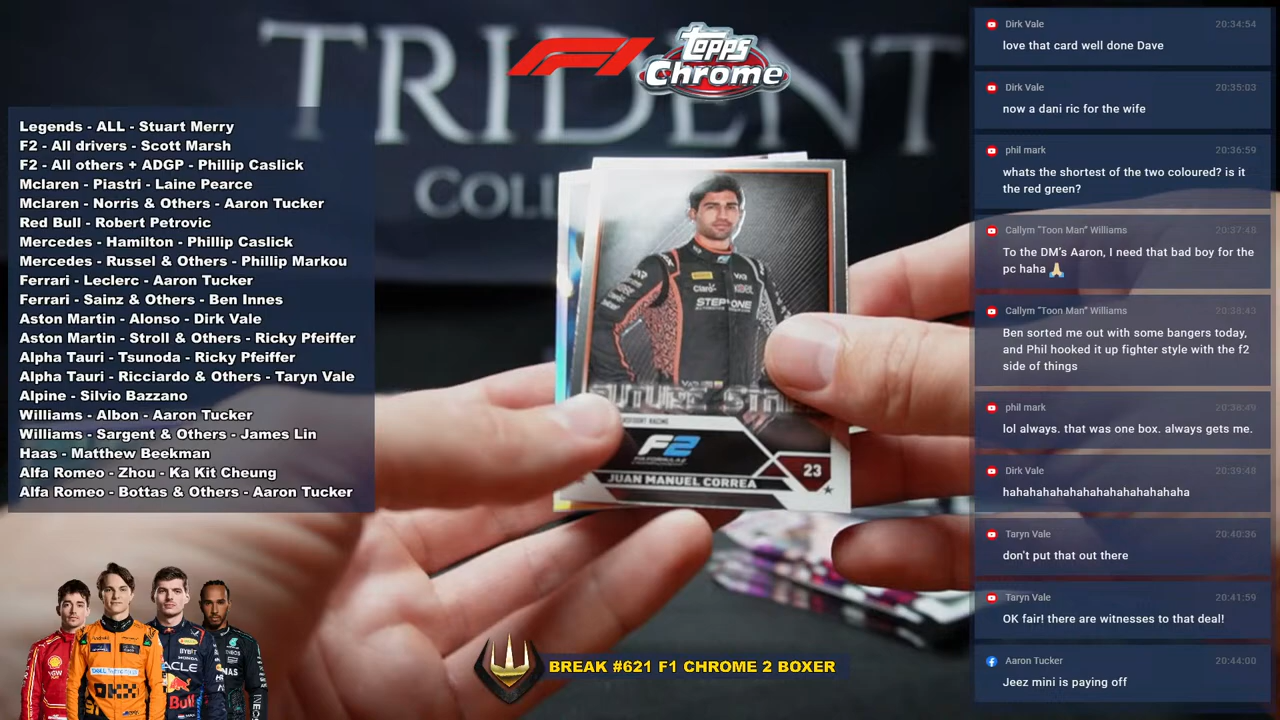 TRIDENT
COLL
F1
TOPPS
Chrome
Legends - ALL - Stuart Merry
F2 - All drivers - Scott Marsh
F2 - All others + ADGP - Phillip Caslick
Mclaren - Piastri - Laine Pearce
Mclaren - Norris & Others - Aaron Tucker
Red Bull - Robert Petrovic
Mercedes - Hamilton - Phillip Caslick
Mercedes - Russel & Others - Phillip Markou
Ferrari - Leclerc - Aaron Tucker
Ferrari - Sainz & Others - Ben Innes
Aston Martin - Alonso - Dirk Vale
Aston Martin - Stroll & Others - Ricky Pfeiffer
Alpha Tauri - Tsunoda - Ricky Pfeiffer
Alpha Tauri - Ricciardo & Others - Taryn Vale
Alpine - Silvio Bazzano
Williams - Albon - Aaron Tucker
Williams - Sargent & Others - James Lin
Haas - Matthew Beekman
Alfa Romeo - Zhou - Ka Kit Cheung
Alfa Romeo - Bottas & Others - Aaron Tucker
Claro
STEP ONE
FUTURE STA
F2
23
JUAN MANUEL CORREA
BREAK #621 F1 CHROME 2 BOXER
Dirk Vale 20:34:54
love that card well done Dave
Dirk Vale 20:35:03
now a dani ric for the wife
phil mark 20:36:59
whats the shortest of the two coloured? is it
the red green?
Callym "Toon Man" Williams 20:37:48
To the DM's Aaron, I need that bad boy for the
pc haha 🙏
Callym "Toon Man" Williams 20:38:43
Ben sorted me out with some bangers today,
and Phil hooked it up fighter style with the f2
side of things
phil mark 20:38:49
lol always. that was one box. always gets me.
Dirk Vale 20:39:48
hahahahahahahahahahahahaha
Taryn Vale 20:40:36
don't put that out there
Taryn Vale 20:41:59
OK fair! there are witnesses to that deal!
Aaron Tucker 20:44:00
Jeez mini is paying off